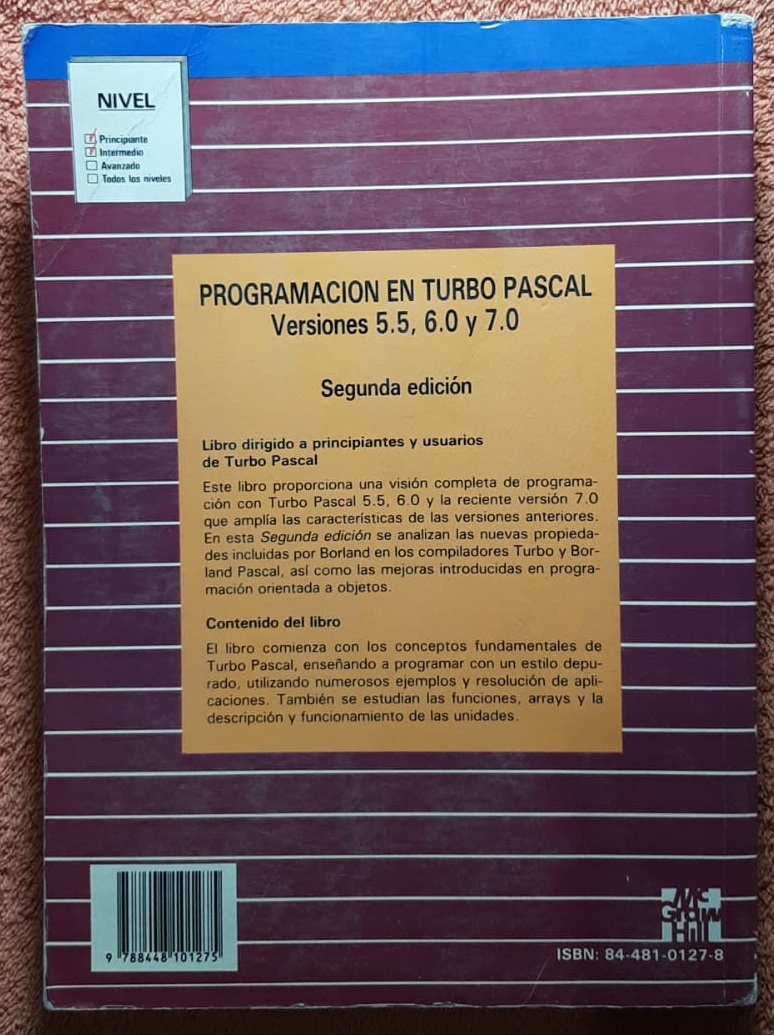 NIVEL
Principiante
Intermedio
Avanzado
Todos los niveles
PROGRAMACION EN TURBO PASCAL
Versiones 5.5, 6.0 y 7.0
Segunda edición
Libro dirigido a principiantes y usuarios
de Turbo Pascal
Este libro proporciona una visión completa de programa-
ción con Turbo Pascal 5.5, 6.0 y la reciente versión 7.0
que amplía las características de las versiones anteriores.
En esta Segunda edición se analizan las nuevas propieda-
des incluidas por Borland en los compiladores Turbo y Bor-
land Pascal, así como las mejoras introducidas en progra-
mación orientada a objetos.
Contenido del libro
El libro comienza con los conceptos fundamentales de
Turbo Pascal, enseñando a programar con un estilo depu-
rado, utilizando numerosos ejemplos y resolución de apli-
caciones. También se estudian las funciones, arrays y la
descripción y funcionamiento de las unidades.
9 788448 101275
Mc
Graw
Hill
ISBN: 84-481-0127-8